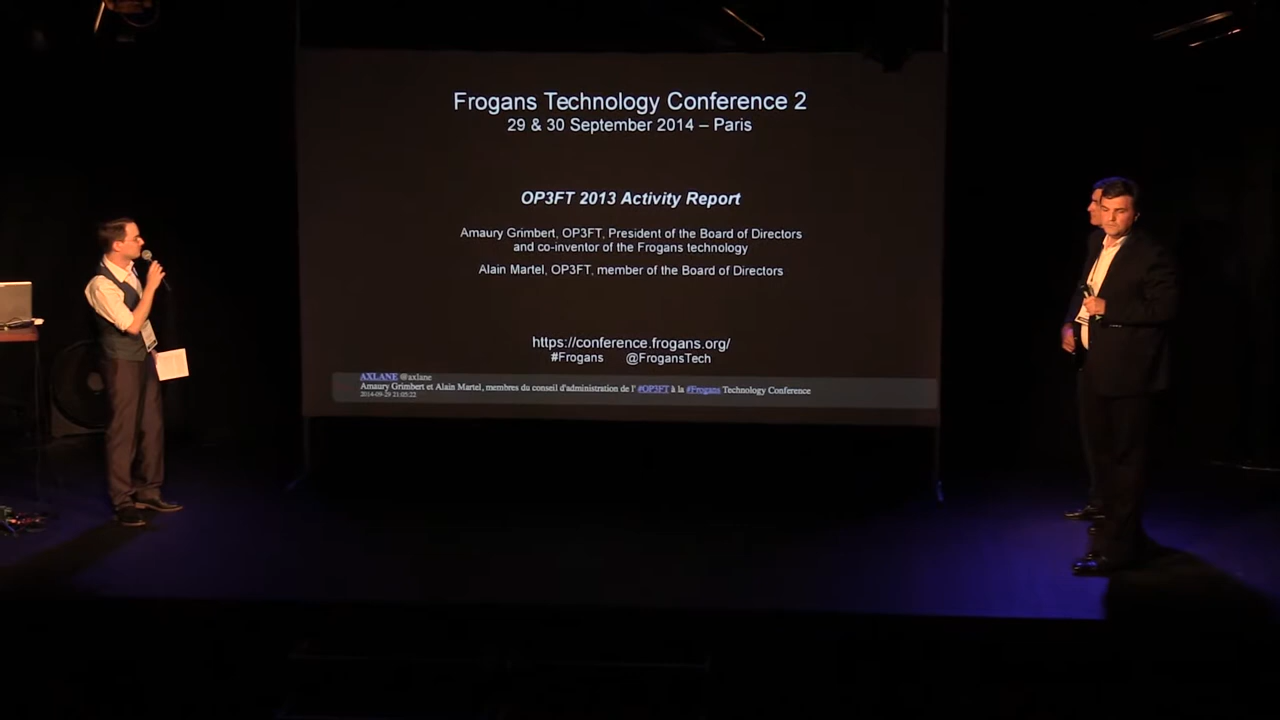 Frogans Technology Conference 2
29 & 30 September 2014 – Paris
OP3FT 2013 Activity Report
Amaury Grimbert, OP3FT, President of the Board of Directors
and co-inventor of the Frogans technology
Alain Martel, OP3FT, member of the Board of Directors
https://conference.frogans.org/
#Frogans @FrogansTech
AXLANE @axlane
Amaury Grimbert et Alain Martel, membres du conseil d'administration de l' #OP3FT à la #Frogans Technology Conference
2014-09-29 21:05:22